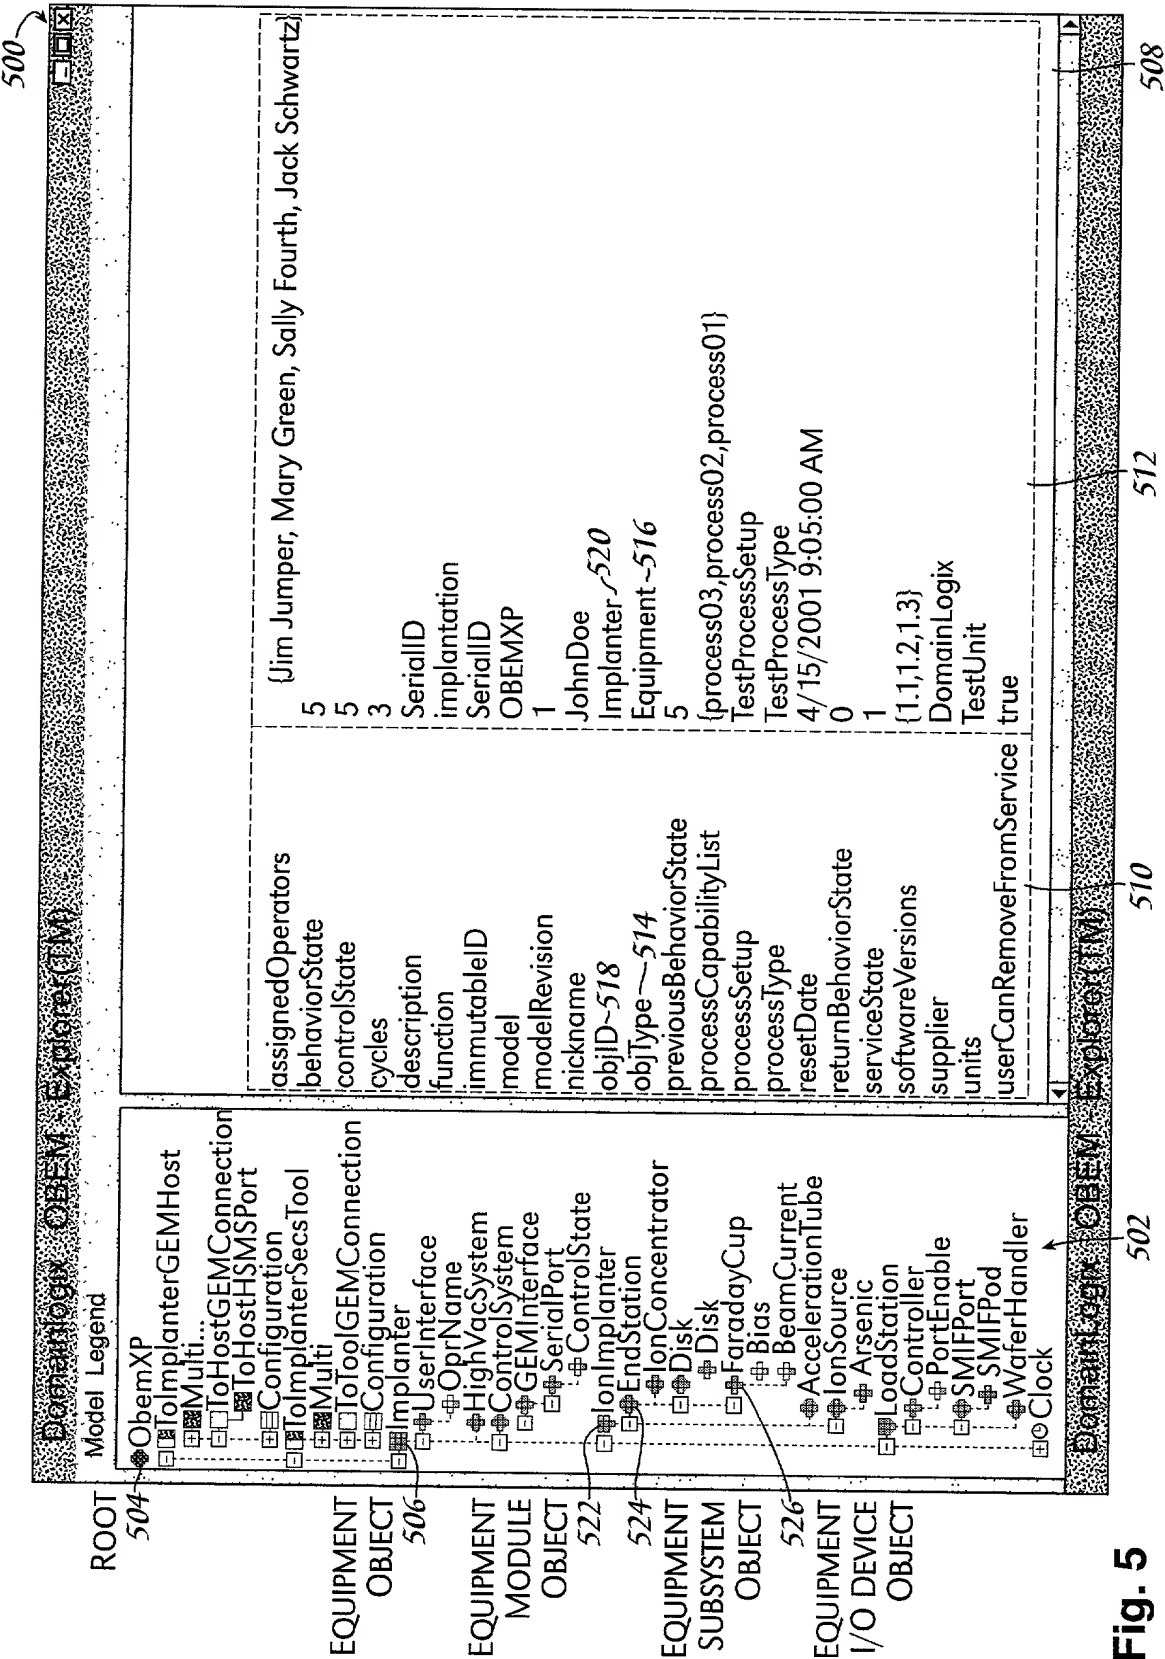 500
DomainLogix OBEM - Explorer(TM)
Model Legend
ROOT
504
EQUIPMENT
OBJECT
506
EQUIPMENT
MODULE
OBJECT
522
524
EQUIPMENT
SUBSYSTEM
OBJECT
526
EQUIPMENT
I/O DEVICE
OBJECT
ObemXP
ToImplanterGEMHost
Multi...
ToHostGEMConnection
ToHostHSMSPort
Configuration
ToImplanterSecsTool
Multi
ToToolGEMConnection
Configuration
Implanter
UserInterface
OprName
HighVacSystem
ControlSystem
GEMInterface
SerialPort
ControlState
IonImplanter
EndStation
IonConcentrator
Disk
Disk
FaradayCup
Bias
BeamCurrent
AccelerationTube
IonSource
Arsenic
LoadStation
Controller
PortEnable
SMIFPort
SMIFPod
WaferHandler
Clock
502
assignedOperators {Jim Jumper, Mary Green, Sally Fourth, Jack Schwartz}
behaviorState 5
controlState 5
cycles 3
description SerialID
function implantation
immutableID SerialID
model OBEMXP
modelRevision 1
nickname JohnDoe
objID~518 Implanter 520
objType 514 Equipment~516
previousBehaviorState 5
processCapabilityList {process03,process02,process01}
processSetup TestProcessSetup
processType TestProcessType
resetDate 4/15/2001 9:05:00 AM
returnBehaviorState 0
serviceState 1
softwareVersions {1.1,1.2,1.3}
supplier DomainLogix
units TestUnit
userCanRemoveFromService true
DomainLogix OBEM - Explorer(TM)
510
512
508
Fig. 5